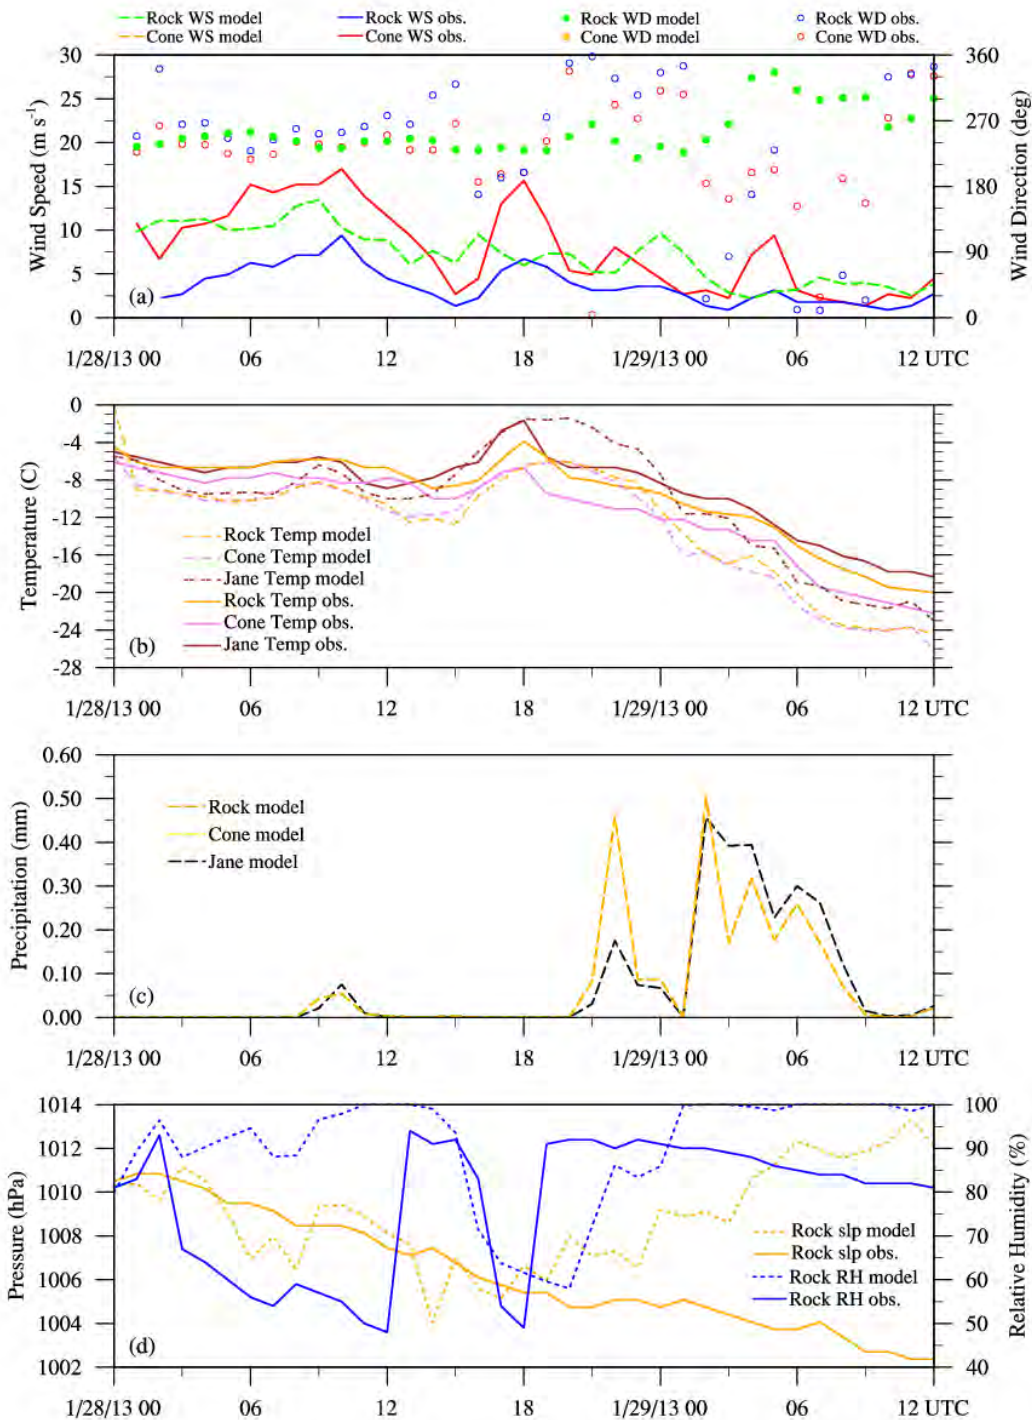 Rock WS model Rock WS obs. Rock WD model Rock WD obs.
Cone WS model Cone WS obs. Cone WD model Cone WD obs.
30 360
25
20 270
15 180
10
5 90
0 0
Wind Speed (m s⁻¹)
Wind Direction (deg)
(a)
1/28/13 00 06 12 18 1/29/13 00 06 12 UTC
0
-4
-8
-12
-16
-20
-24
-28
Temperature (C)
Rock Temp model
Cone Temp model
Jane Temp model
Rock Temp obs.
Cone Temp obs.
Jane Temp obs.
(b)
1/28/13 00 06 12 18 1/29/13 00 06 12 UTC
0.60
0.50
0.40
0.30
0.20
0.10
0.00
Precipitation (mm)
Rock model
Cone model
Jane model
(c)
1/28/13 00 06 12 18 1/29/13 00 06 12 UTC
1014 100
1012 90
80
1010
1008 70
1006 60
1004 50
1002 40
Pressure (hPa)
Relative Humidity (%)
Rock slp model
Rock slp obs.
Rock RH model
Rock RH obs.
(d)
1/28/13 00 06 12 18 1/29/13 00 06 12 UTC